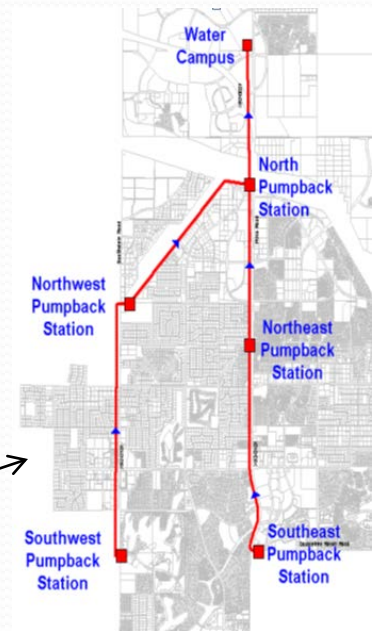 Water
Campus
North
Pumpback
Station
Northwest
Pumpback
Station
Northeast
Pumpback
Station
Southwest
Pumpback
Station
Southeast
Pumpback
Station